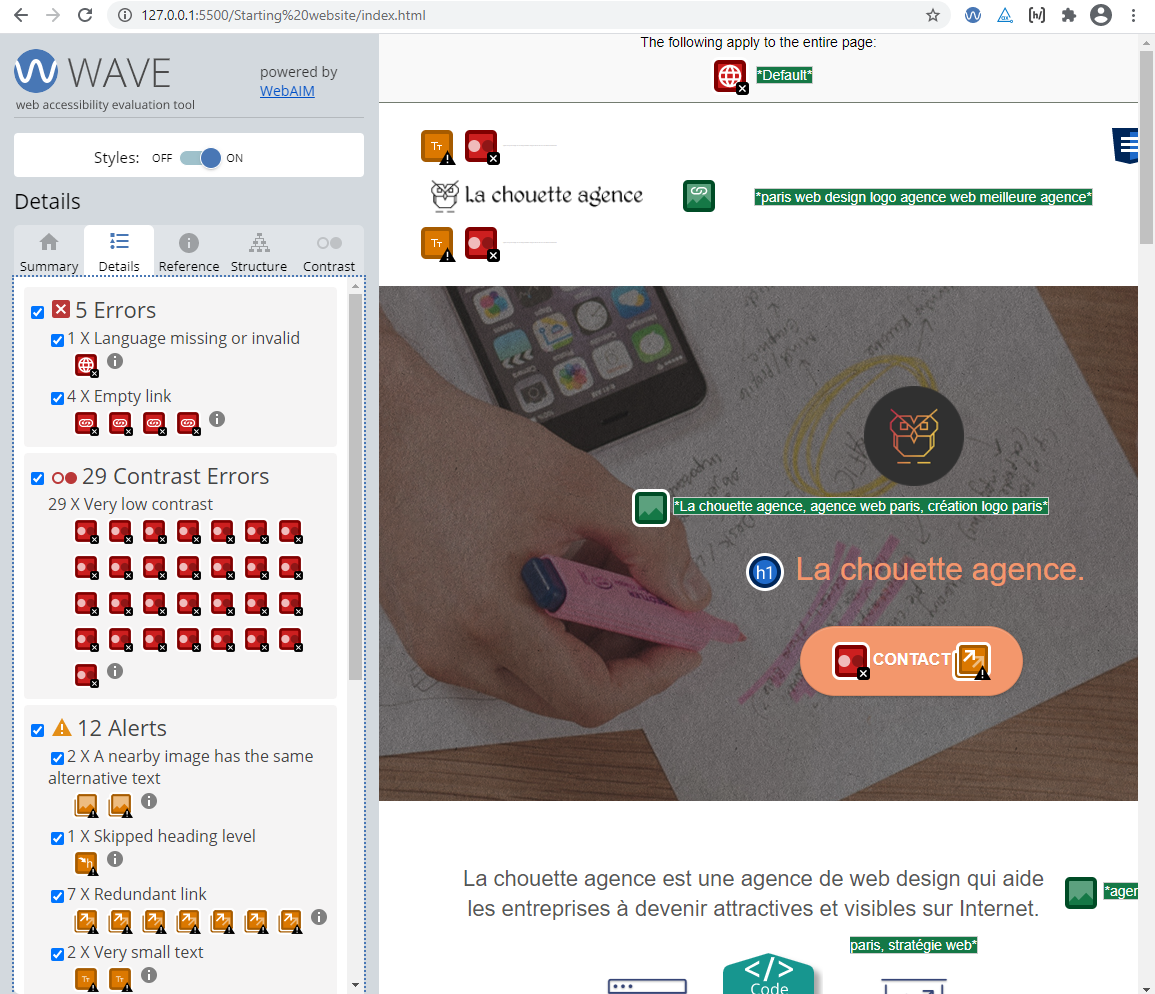 127.0.0.1:5500/Starting%20website/index.html
WAVE
web accessibility evaluation tool
powered by
WebAIM
Styles: OFF ON
Details
Summary Details Reference Structure Contrast
5 Errors
1 X Language missing or invalid
4 X Empty link
29 Contrast Errors
29 X Very low contrast
12 Alerts
2 X A nearby image has the same
alternative text
1 X Skipped heading level
7 X Redundant link
2 X Very small text
The following apply to the entire page:
*Default*
La chouette agence
*paris web design logo agence web meilleure agence*
*La chouette agence, agence web paris, création logo paris*
h1 La chouette agence.
CONTACT
La chouette agence est une agence de web design qui aide
les entreprises à devenir attractives et visibles sur Internet.
*agen
paris, stratégie web*
</>
Code